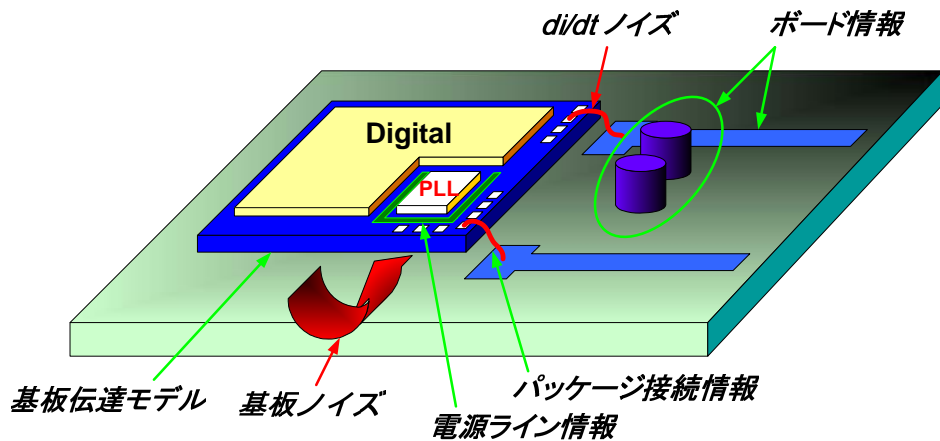 di/dt ノイズ
ボード情報
Digital
PLL
基板伝達モデル
基板ノイズ
電源ライン情報
パッケージ接続情報